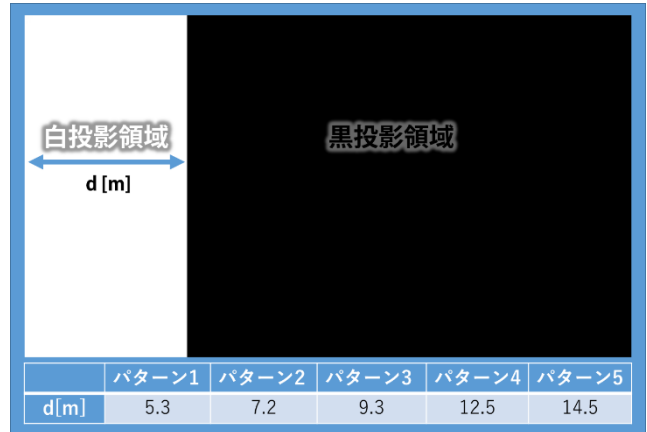 白投影領域
黒投影領域
d [m]
パターン1 パターン2 パターン3 パターン4 パターン5
d[m] 5.3 7.2 9.3 12.5 14.5